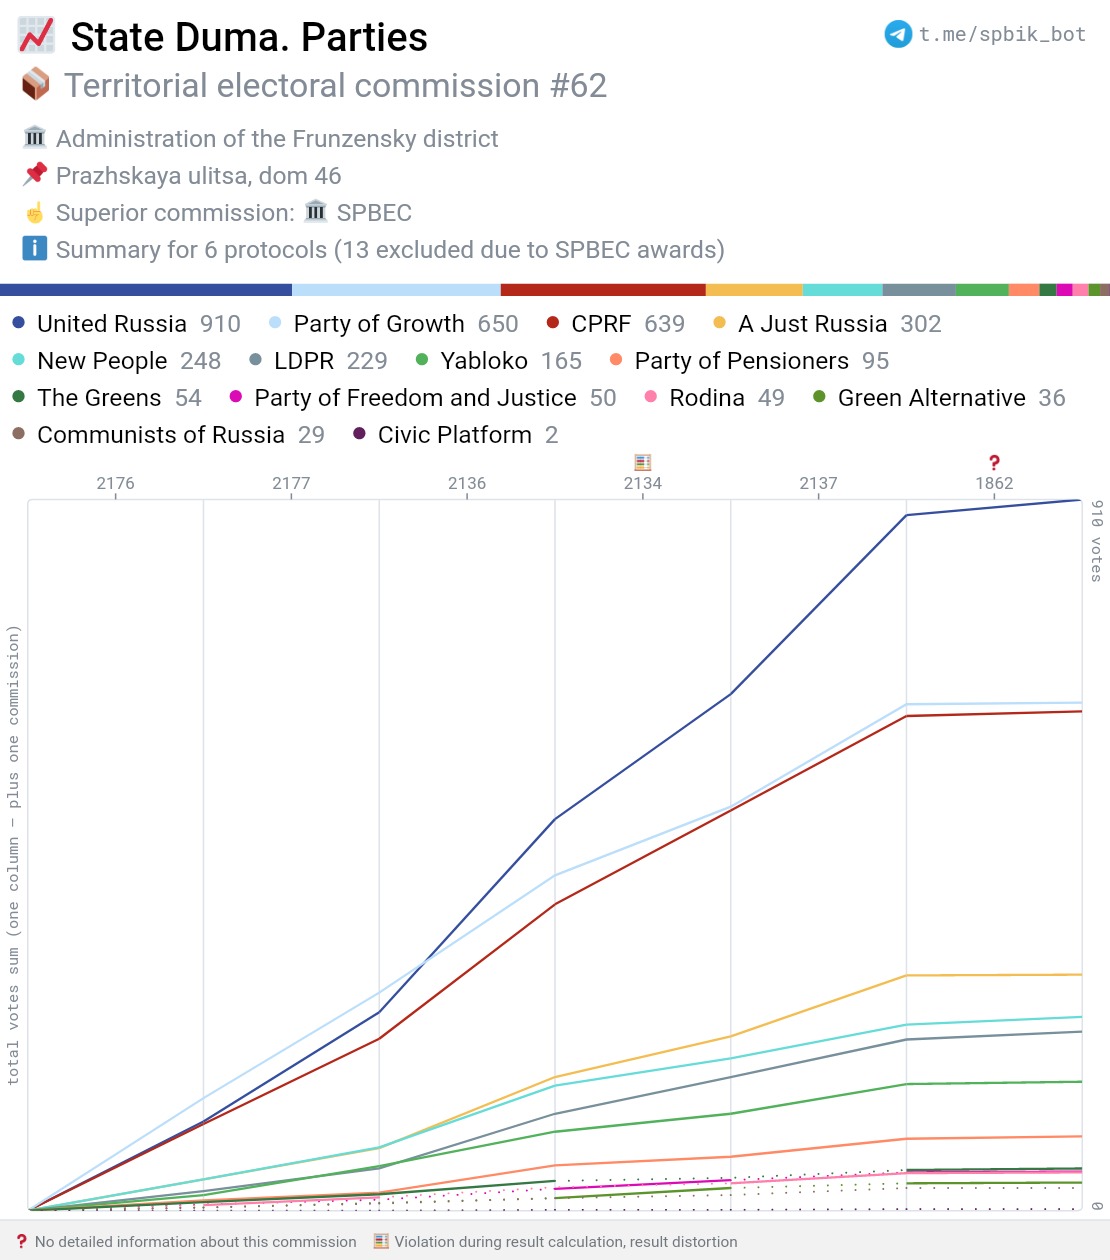 State Duma. Parties
t.me/spbik_bot
Territorial electoral commission #62
Administration of the Frunzensky district
Prazhskaya ulitsa, dom 46
Superior commission: SPBEC
Summary for 6 protocols (13 excluded due to SPBEC awards)
United Russia 910 Party of Growth 650 CPRF 639 A Just Russia 302
New People 248 LDPR 229 Yabloko 165 Party of Pensioners 95
The Greens 54 Party of Freedom and Justice 50 Rodina 49 Green Alternative 36
Communists of Russia 29 Civic Platform 2
2176 2177 2136 2134 2137 1862
910 votes
total votes sum (one column — plus one commission)
0
No detailed information about this commission Violation during result calculation, result distortion